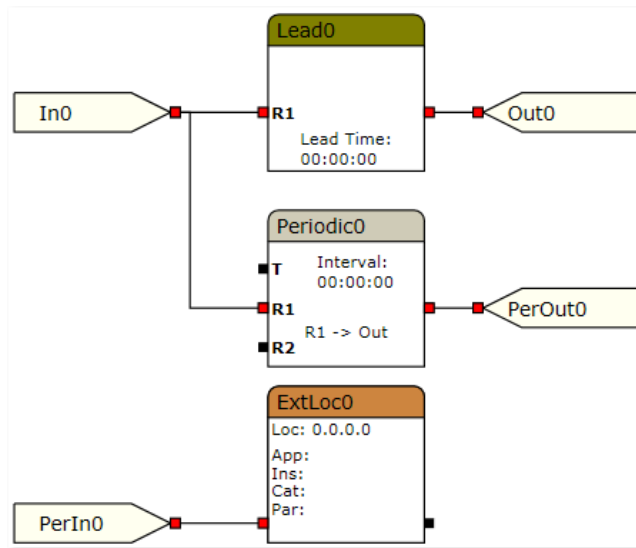 Lead0
In0
R1
Out0
Lead Time:
00:00:00
Periodic0
T
Interval:
00:00:00
R1
PerOut0
R1 -> Out
R2
ExtLoc0
Loc: 0.0.0.0
App:
Ins:
Cat:
Par:
PerIn0